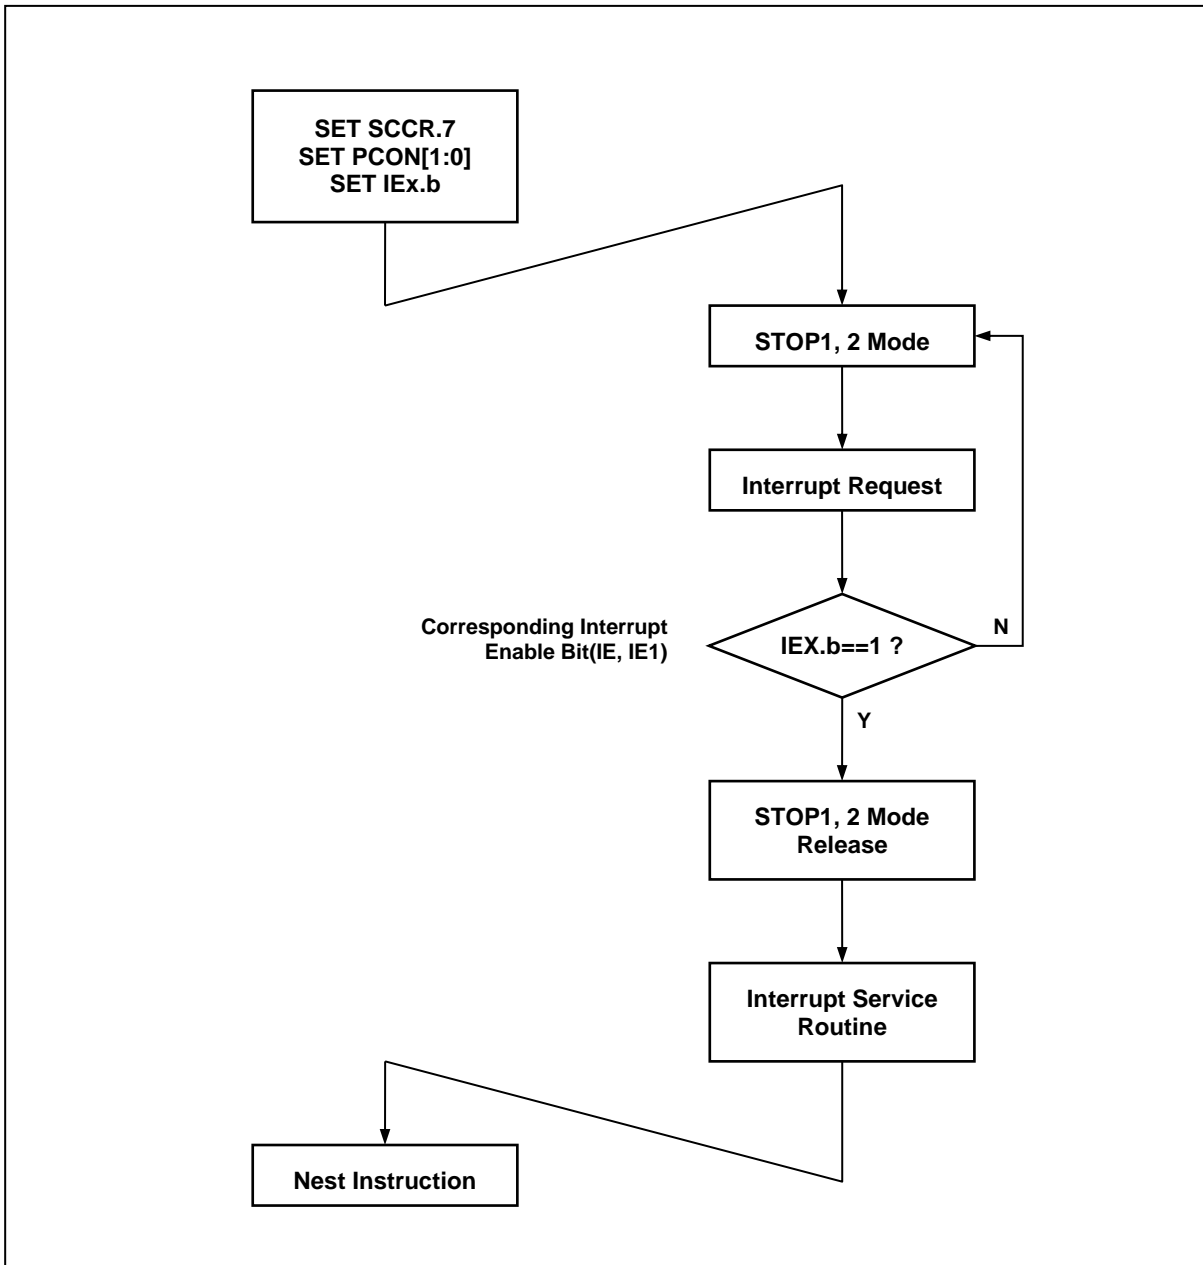 SET SCCR.7
SET PCON[1:0]
SET IEx.b
STOP1, 2 Mode
Interrupt Request
Corresponding Interrupt
Enable Bit(IE, IE1)
IEX.b==1 ?
N
Y
STOP1, 2 Mode
Release
Interrupt Service
Routine
Nest Instruction